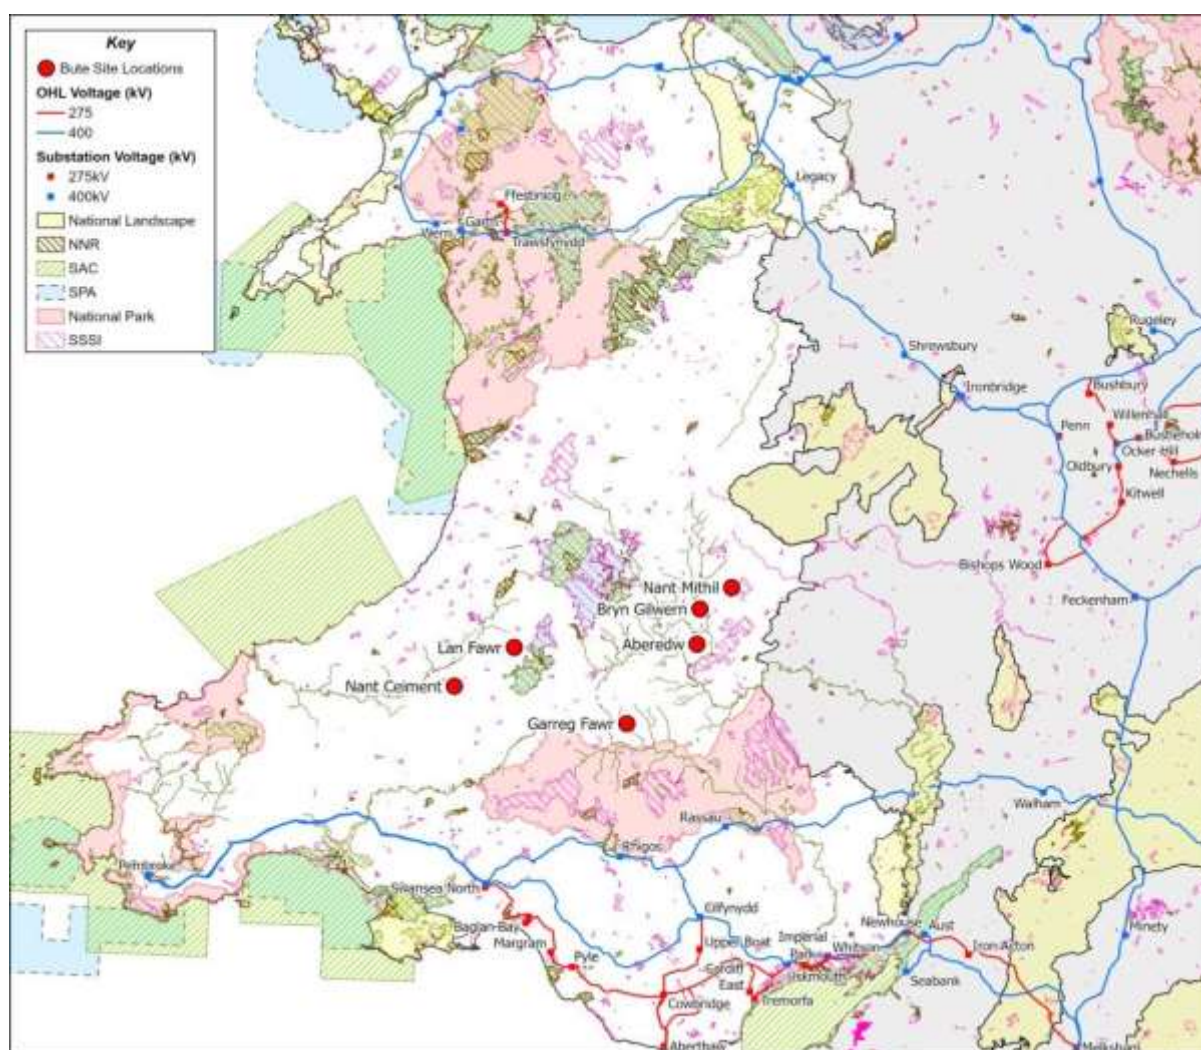 Key
Bute Site Locations
OHL Voltage (kV)
275
400
Substation Voltage (kV)
275kV
400kV
National Landscape
NNR
SAC
SPA
National Park
SSSI
Ffestiniog
Wern
Garth
Trawsfynydd
Legacy
Shrewsbury
Ironbridge
Rugeley
Bushbury
Willenhall
Penn
Ocker Hill
Oldbury
Nechells
Kitwell
Bishops Wood
Feckenham
Nant Mithil
Bryn Gilwern
Aberedw
Lan Fawr
Nant Ceiment
Garreg Fawr
Walham
Rassau
Rhigos
Pembroke
Swansea North
Cilfynydd
Baglan Bay
Margram
Upper Boat
Imperial
Park
Whitson
Newhouse
Aust
Iron Acton
Minety
Pyle
Cardiff
East
Uskmouth
Seabank
Cowbridge
Tremorfa
Aberthaw
Melksham